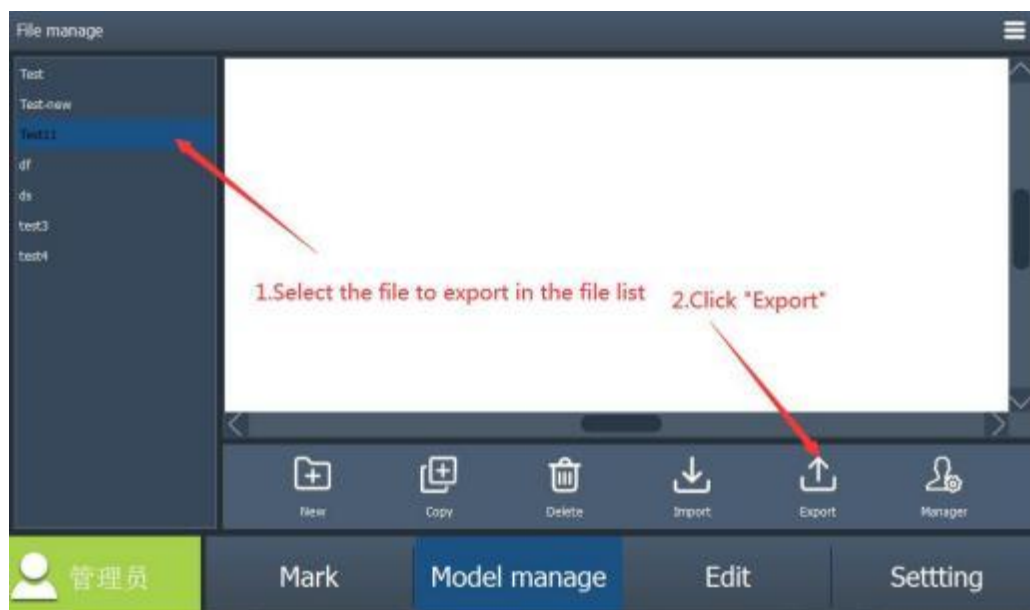 File manage
Test
Test-new
Test11
df
ds
test3
test4
1.Select the file to export in the file list
2.Click "Export"
New
Copy
Delete
Import
Export
Manager
管理员
Mark
Model manage
Edit
Settting